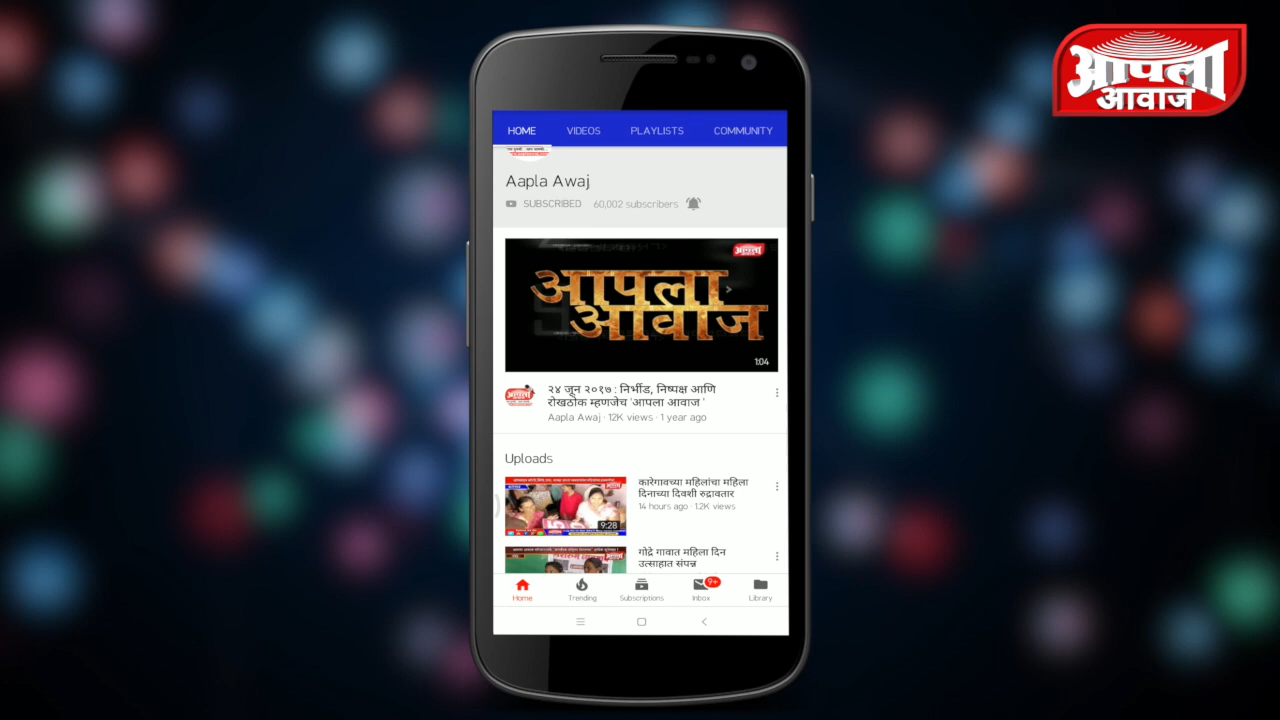 आपला
आवाज
HOME VIDEOS PLAYLISTS COMMUNITY
Aapla Awaj
SUBSCRIBED 60,002 subscribers
आपला
आपला
आवाज
1:04
२४ जून २०१७ : निर्भीड, निष्पक्ष आणि
रोखठोक म्हणजेच 'आपला आवाज '
Aapla Awaj · 12K views · 1 year ago
आपला
Uploads
कारेगावच्या महिलांचा महिला
दिनाच्या दिवशी रुद्रावतार
14 hours ago · 1.2K views
9:28
गोद्रे गावात महिला दिन
उत्साहात संपन्न
Home Trending Subscriptions 9+ Inbox Library